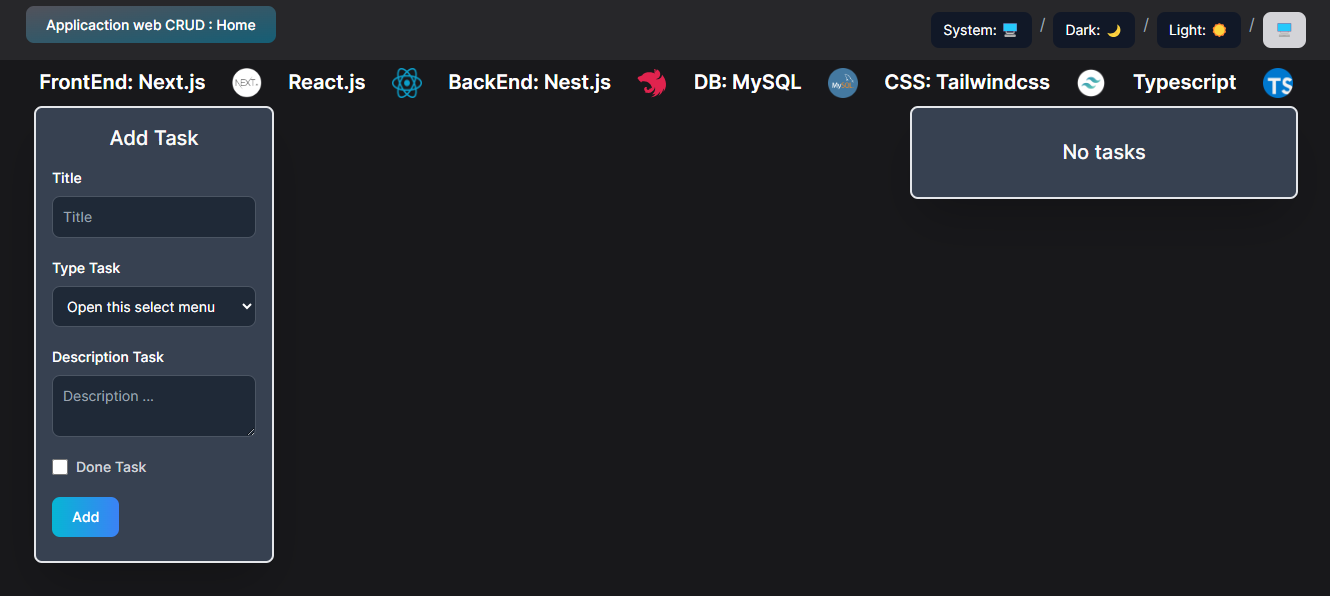 Applicaction web CRUD : Home
System: 🖥️ / Dark: 🌙 / Light: ☀️ / 🖥️
FrontEnd: Next.js NEXT. React.js BackEnd: Nest.js DB: MySQL MySQL CSS: Tailwindcss Typescript TS
Add Task
Title
Title
Type Task
Open this select menu
Description Task
Description ...
Done Task
Add
No tasks